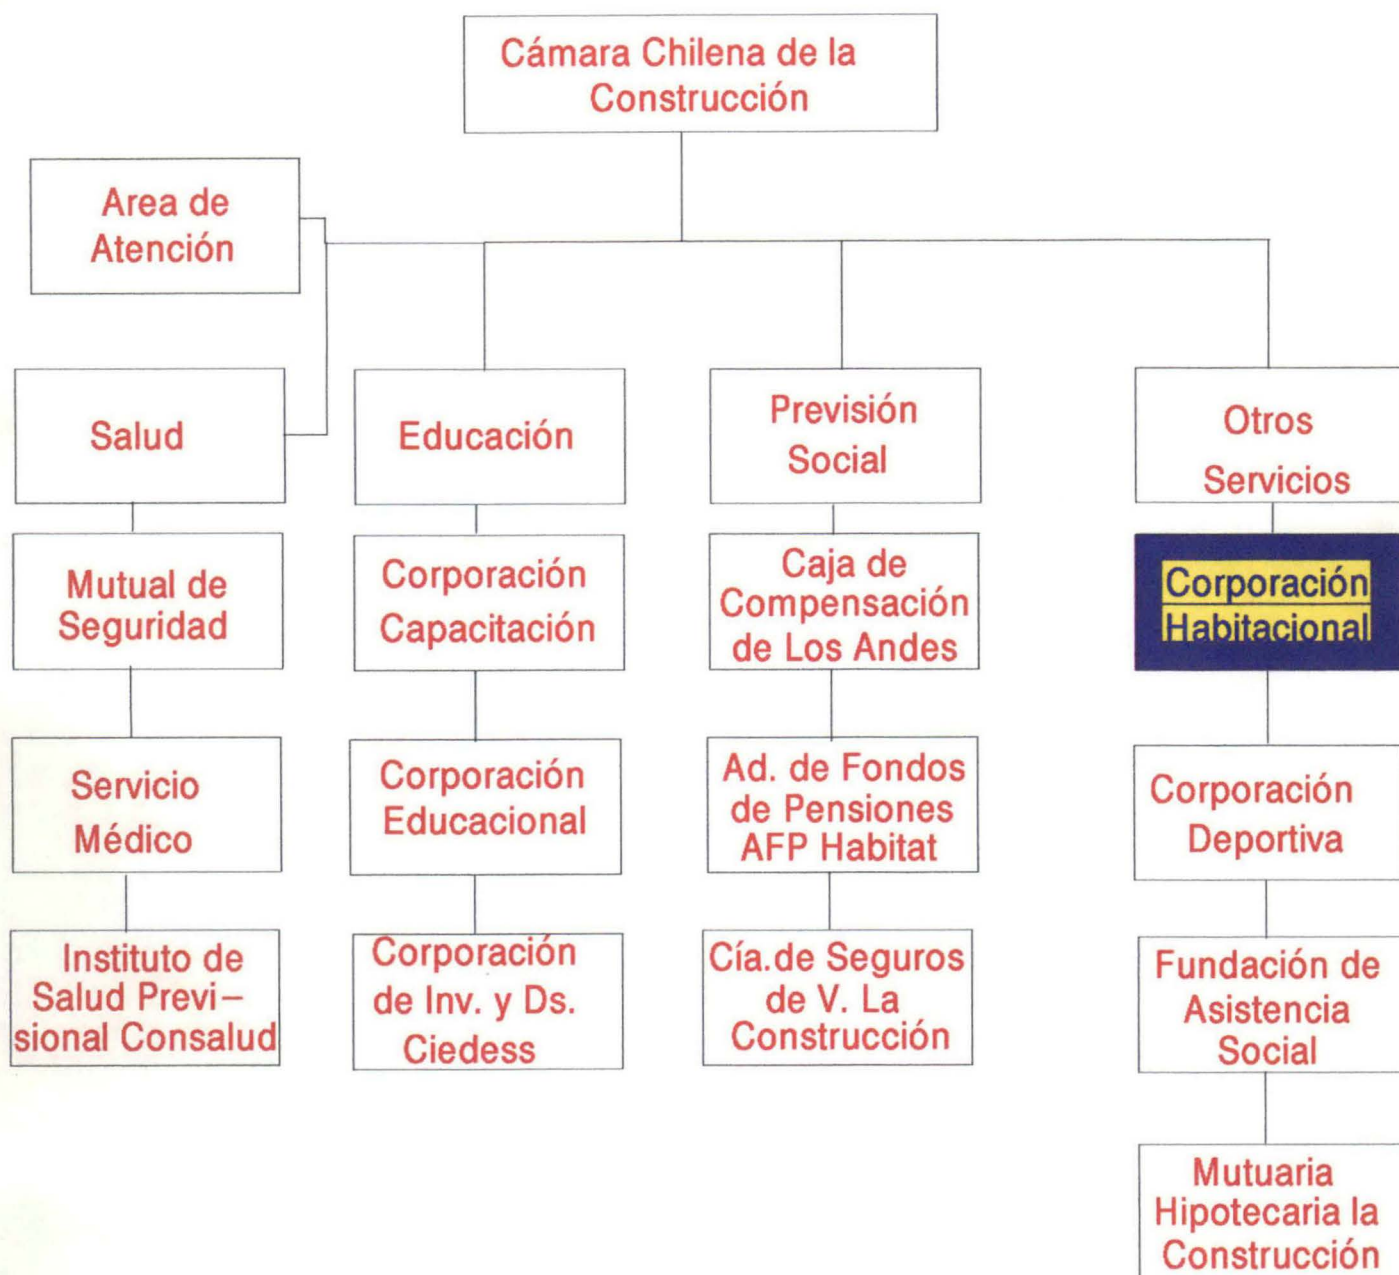 Cámara Chilena de la
Construcción
Area de
Atención
Salud
Educación
Previsión
Social
Otros
Servicios
Mutual de
Seguridad
Corporación
Capacitación
Caja de
Compensación
de Los Andes
Corporación
Habitacional
Servicio
Médico
Corporación
Educacional
Ad. de Fondos
de Pensiones
AFP Habitat
Corporación
Deportiva
Instituto de
Salud Previ–
sional Consalud
Corporación
de Inv. y Ds.
Ciedess
Cía.de Seguros
de V. La
Construcción
Fundación de
Asistencia
Social
Mutuaria
Hipotecaria la
Construcción